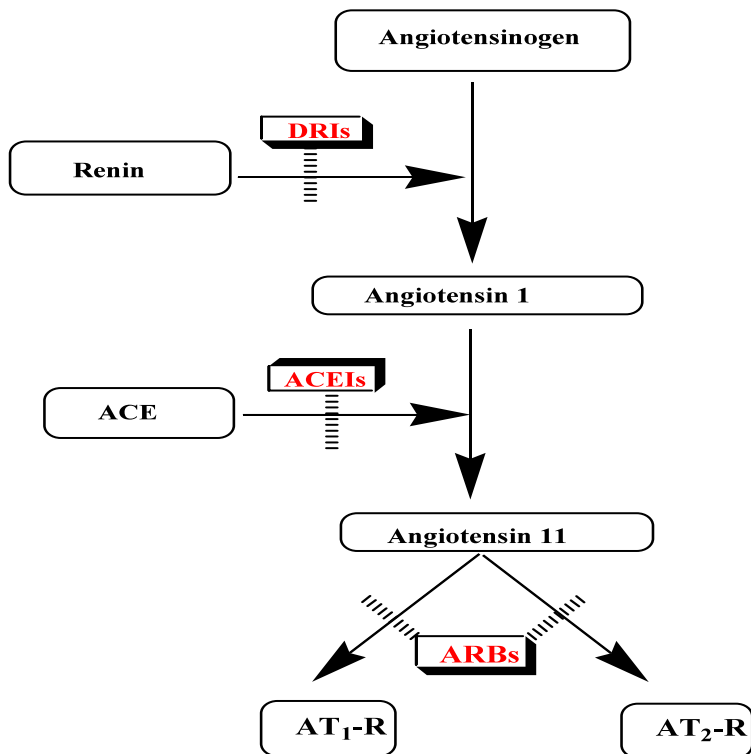 Angiotensinogen
DRIs
Renin
Angiotensin 1
ACEIs
ACE
Angiotensin 11
ARBs
AT₁-R
AT₂-R